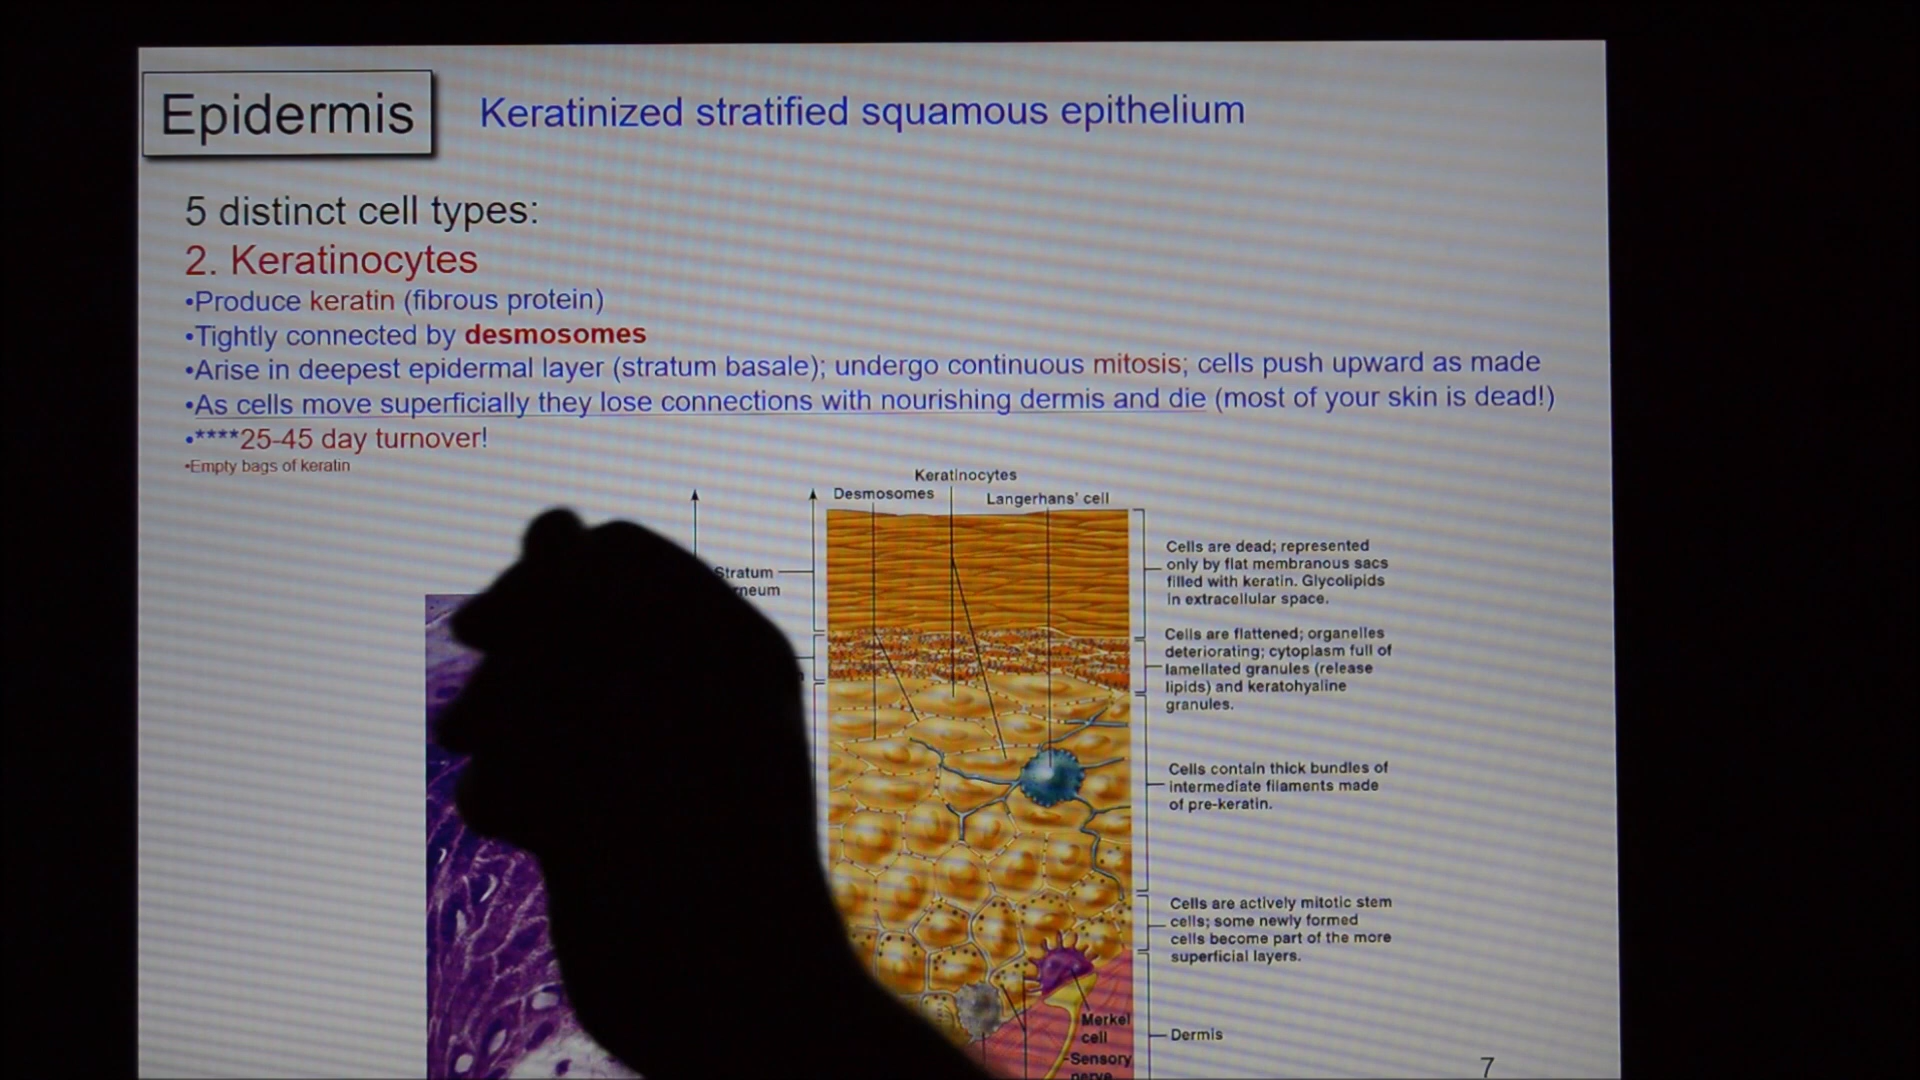 Epidermis
Keratinized stratified squamous epithelium
5 distinct cell types:
2. Keratinocytes
•Produce keratin (fibrous protein)
•Tightly connected by desmosomes
•Arise in deepest epidermal layer (stratum basale); undergo continuous mitosis; cells push upward as made
•As cells move superficially they lose connections with nourishing dermis and die (most of your skin is dead!)
•****25-45 day turnover!
•Empty bags of keratin
Keratinocytes
Desmosomes
Langerhans' cell
Stratum
Cells are dead; represented
only by flat membranous sacs
filled with keratin. Glycolipids
in extracellular space.
Cells are flattened; organelles
deteriorating; cytoplasm full of
lamellated granules (release
lipids) and keratohyaline
granules.
Cells contain thick bundles of
intermediate filaments made
of pre-keratin.
Cells are actively mitotic stem
cells; some newly formed
cells become part of the more
superficial layers.
Merkel
cell
Dermis
Sensory
nerve
7